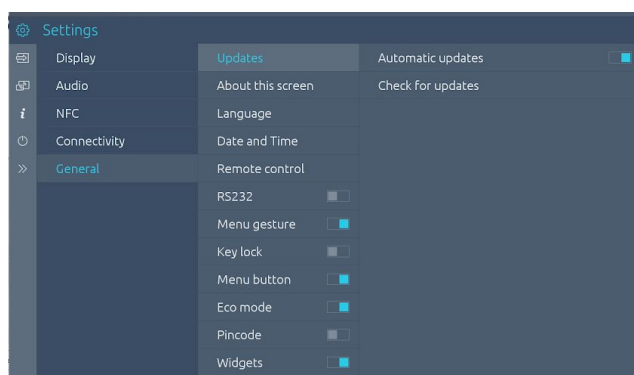 Settings
Display
Audio
NFC
Connectivity
General
Updates
About this screen
Language
Date and Time
Remote control
RS232
Menu gesture
Key lock
Menu button
Eco mode
Pincode
Widgets
Automatic updates
Check for updates